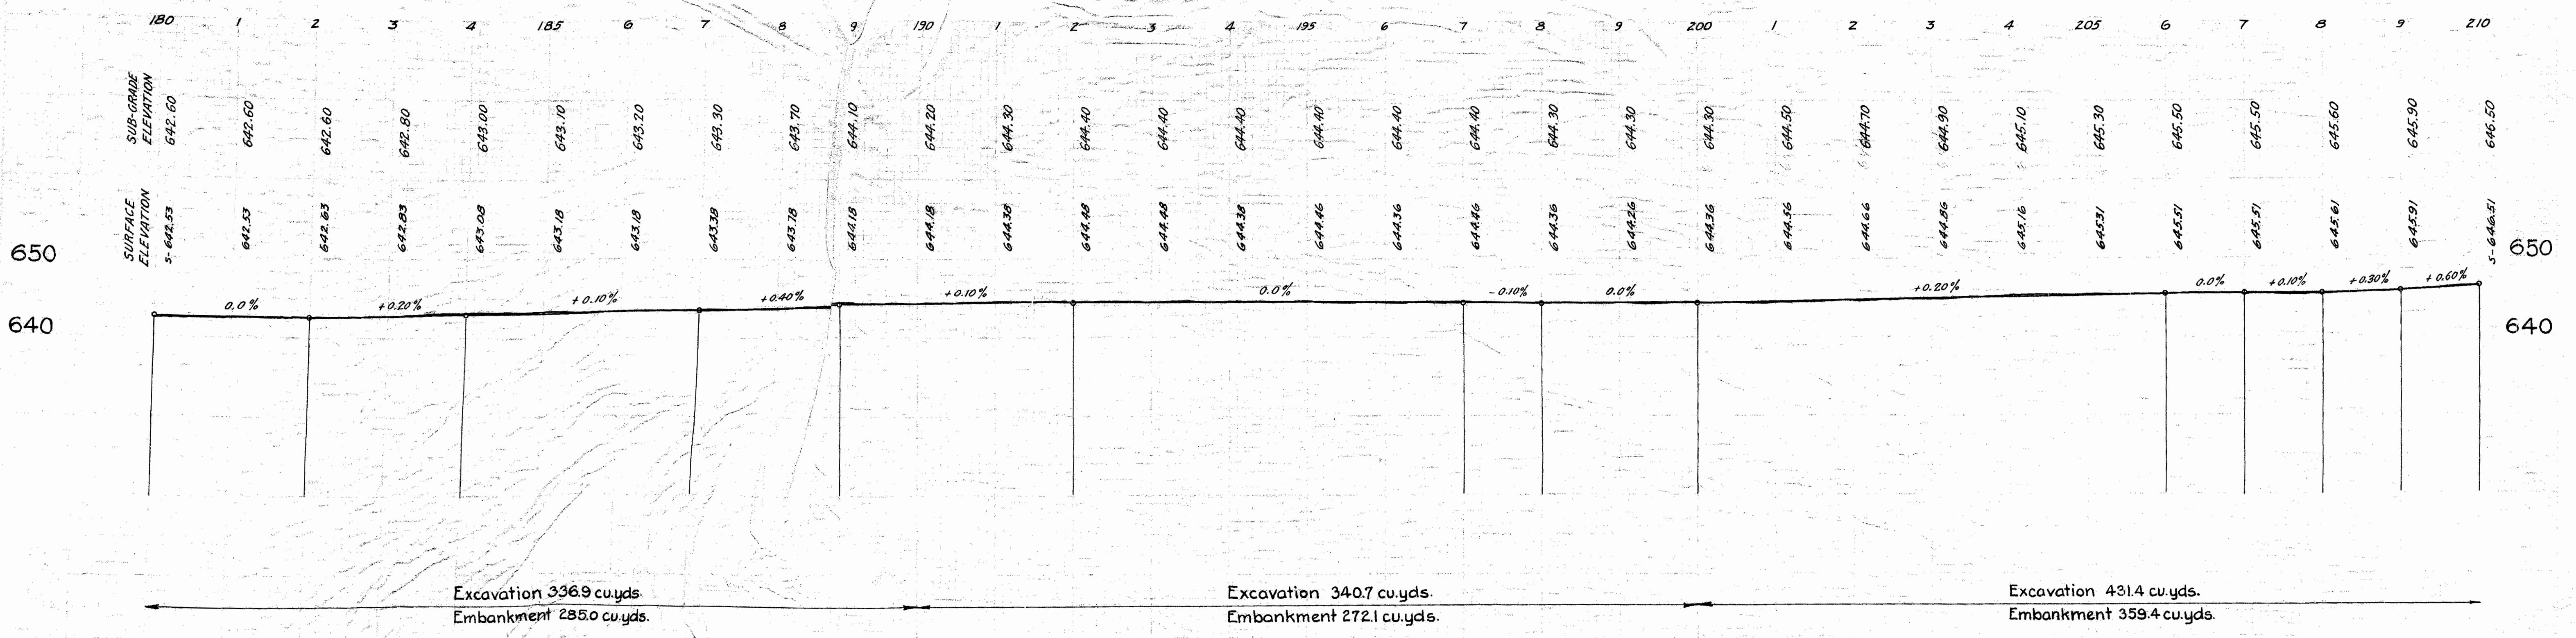 180 1 2 3 4 185 6 7 8 9 190 1 2 3 4 195 6 7 8 9 200 1 2 3 4 205 6 7 8 9 210
SUB-GRADE
ELEVATION
642.60 642.60 642.60 642.80 643.00 643.10 643.20 643.30 643.70 644.10 644.20 644.30 644.40 644.40 644.40 644.40 644.40 644.40 644.30 644.30 644.30 644.50 644.70 644.90 645.10 645.30 645.50 645.50 645.60 645.90 646.50
SURFACE
ELEVATION
S-642.53 642.53 642.63 642.83 643.08 643.18 643.18 643.38 643.78 644.18 644.18 644.38 644.48 644.48 644.38 644.46 644.36 644.46 644.36 644.26 644.36 644.56 644.66 644.86 645.16 645.31 645.51 645.51 645.61 645.91 S-646.51
650 650
0.0% +0.20% +0.10% +0.40% +0.10% 0.0% -0.10% 0.0% +0.20% 0.0% +0.10% +0.30% +0.60%
640 640
Excavation 336.9 cu.yds. Excavation 340.7 cu.yds. Excavation 431.4 cu.yds.
Embankment 285.0 cu.yds. Embankment 272.1 cu.yds. Embankment 359.4 cu.yds.